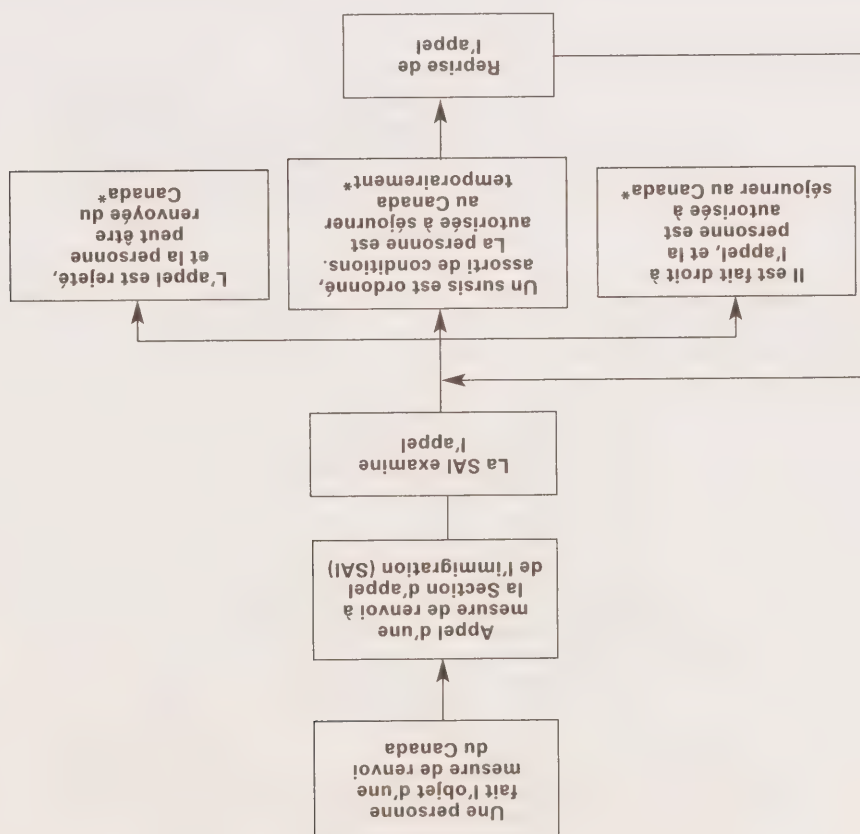 Une personne
fait l'objet d'une
mesure de renvoi
du Canada
Appel d'une
mesure de renvoi à
la Section d'appel
de l'immigration (SAI)
La SAI examine
l'appel
Il est fait droit à
l'appel, et la
personne est
autorisée à
séjourner au Canada*
Un sursis est ordonné,
assorti de conditions.
La personne est
autorisée à séjourner
au Canada
temporairement*
L'appel est rejeté,
et la personne
peut être
renvoyée du
Canada*
Reprise de
l'appel